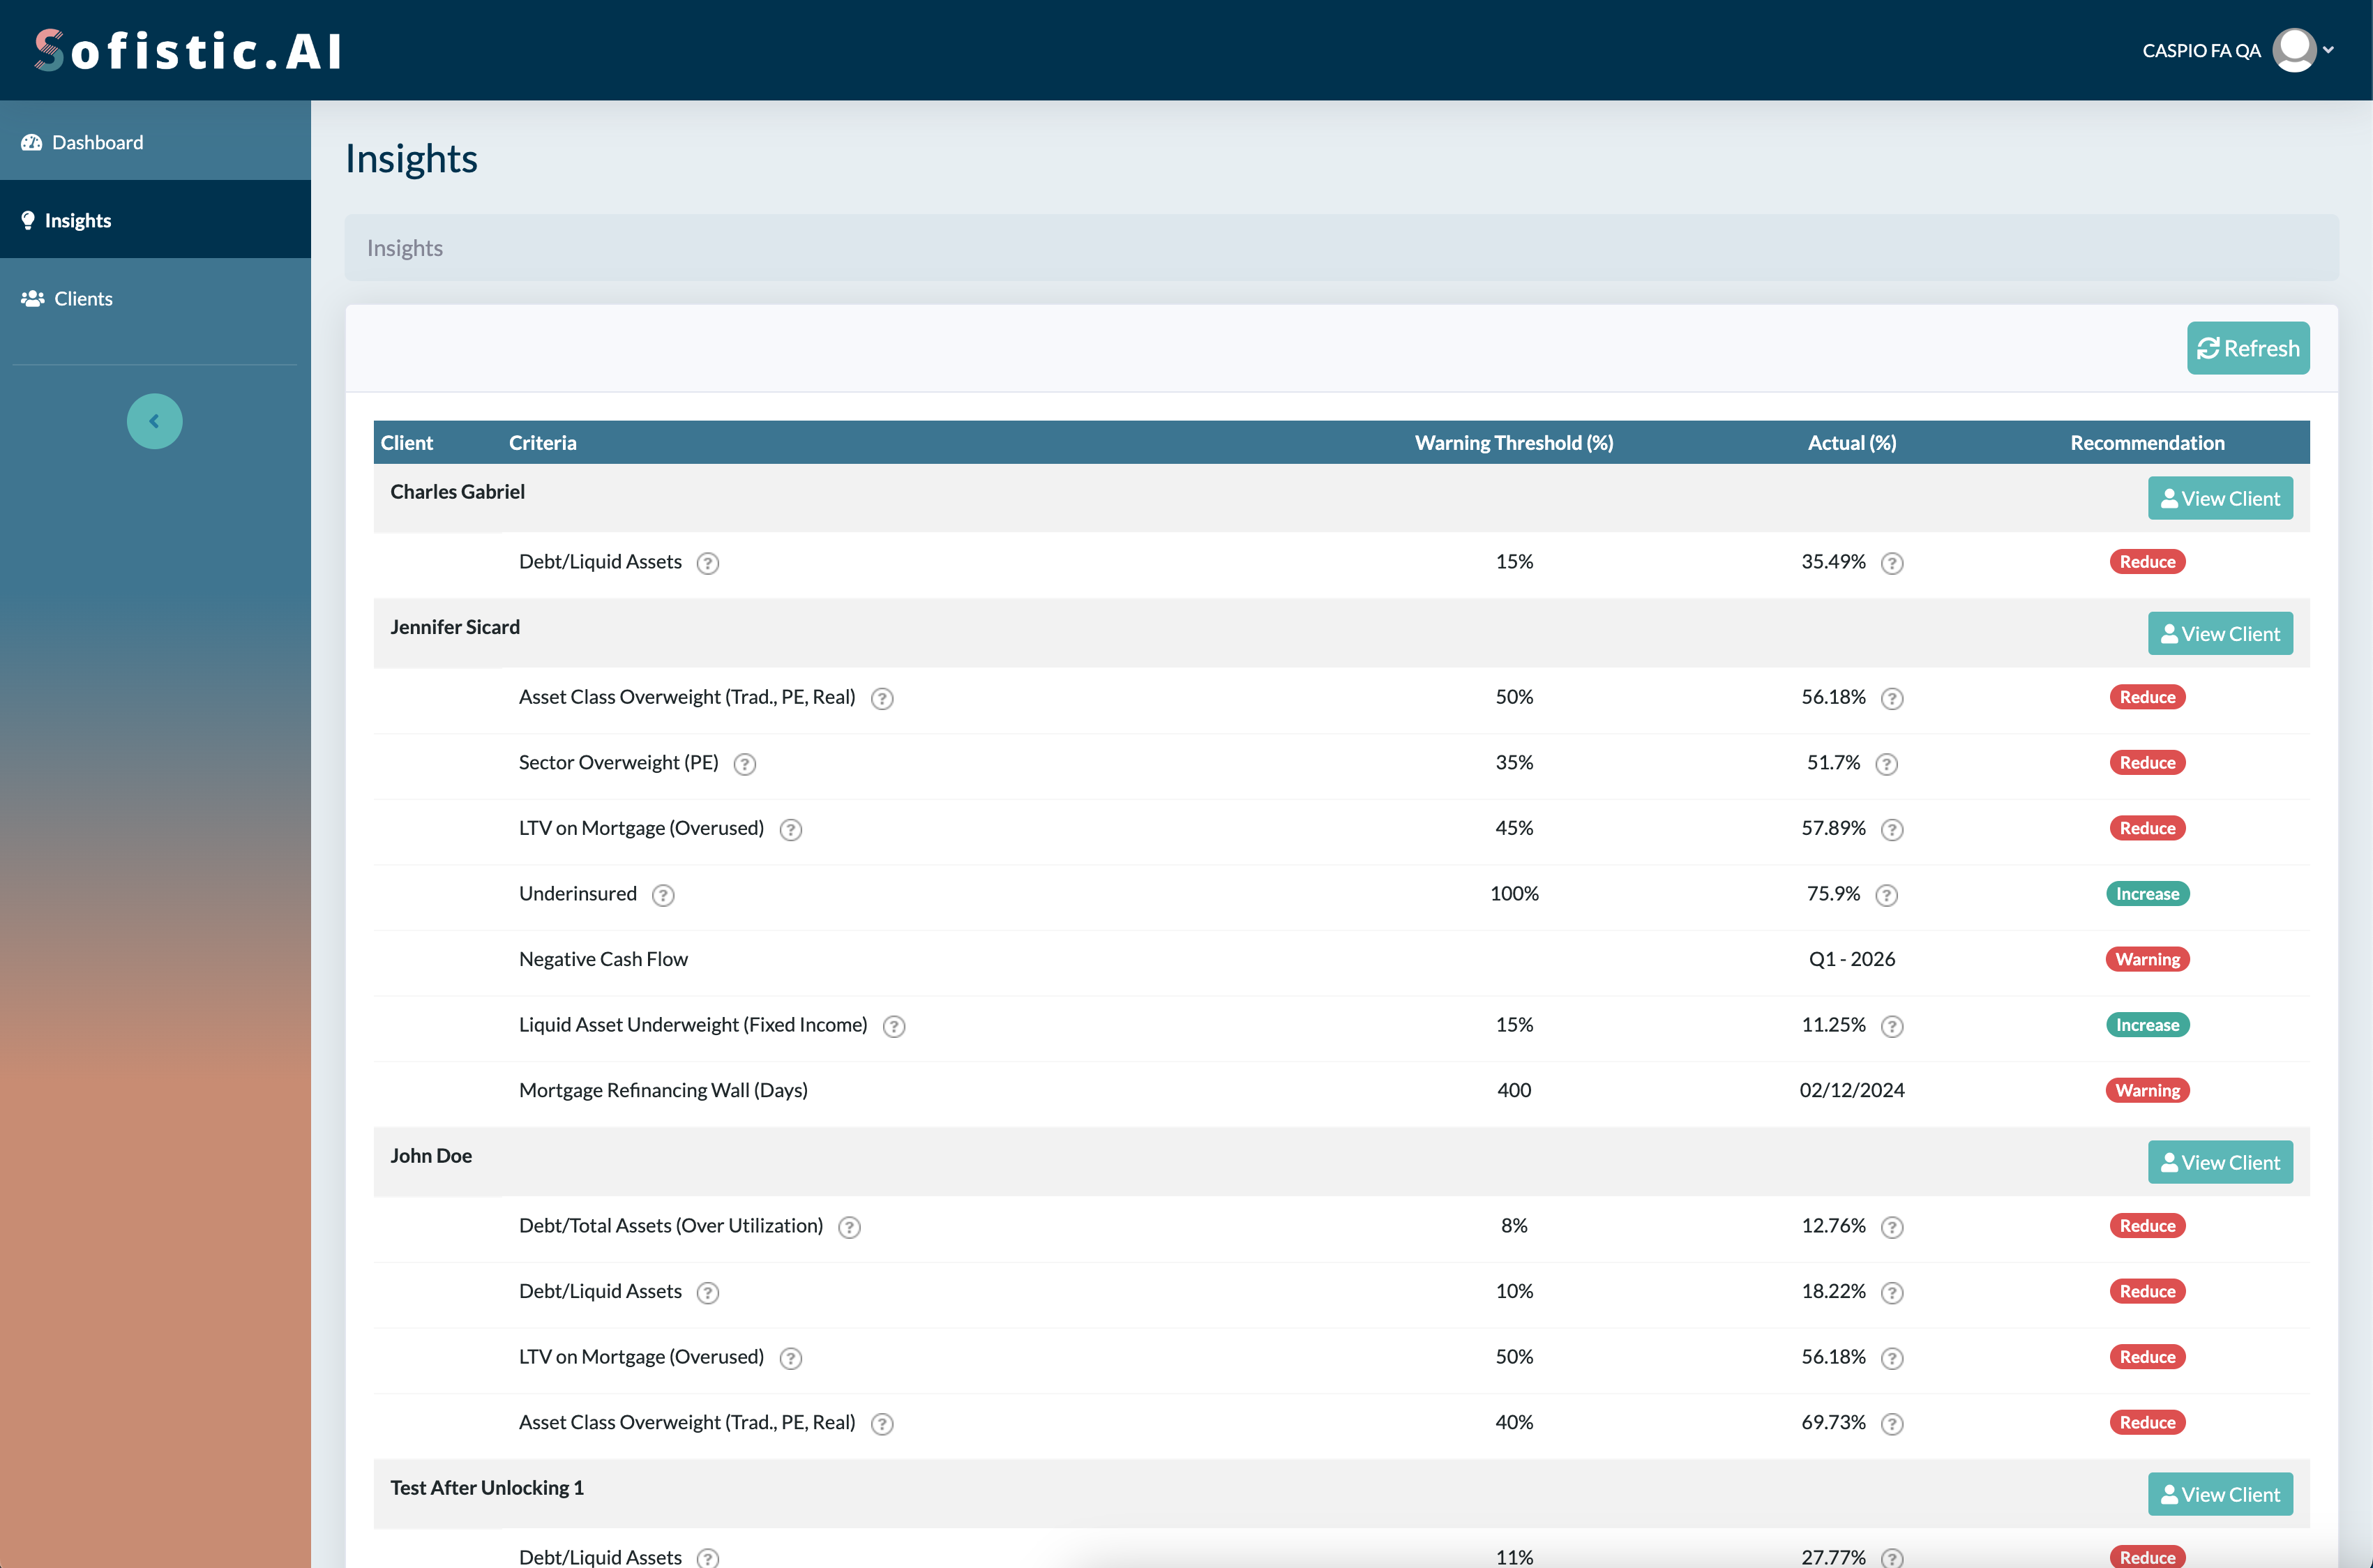 Sofistic.AI
CASPIO FA QA
Dashboard
Insights
Clients
Insights
Insights
Refresh
Client Criteria Warning Threshold (%) Actual (%) Recommendation
Charles Gabriel View Client
Debt/Liquid Assets ? 15% 35.49% ? Reduce
Jennifer Sicard View Client
Asset Class Overweight (Trad., PE, Real) ? 50% 56.18% ? Reduce
Sector Overweight (PE) ? 35% 51.7% ? Reduce
LTV on Mortgage (Overused) ? 45% 57.89% ? Reduce
Underinsured ? 100% 75.9% ? Increase
Negative Cash Flow Q1 - 2026 Warning
Liquid Asset Underweight (Fixed Income) ? 15% 11.25% ? Increase
Mortgage Refinancing Wall (Days) 400 02/12/2024 Warning
John Doe View Client
Debt/Total Assets (Over Utilization) ? 8% 12.76% ? Reduce
Debt/Liquid Assets ? 10% 18.22% ? Reduce
LTV on Mortgage (Overused) ? 50% 56.18% ? Reduce
Asset Class Overweight (Trad., PE, Real) ? 40% 69.73% ? Reduce
Test After Unlocking 1 View Client
Debt/Liquid Assets ? 11% 27.77% ? Reduce